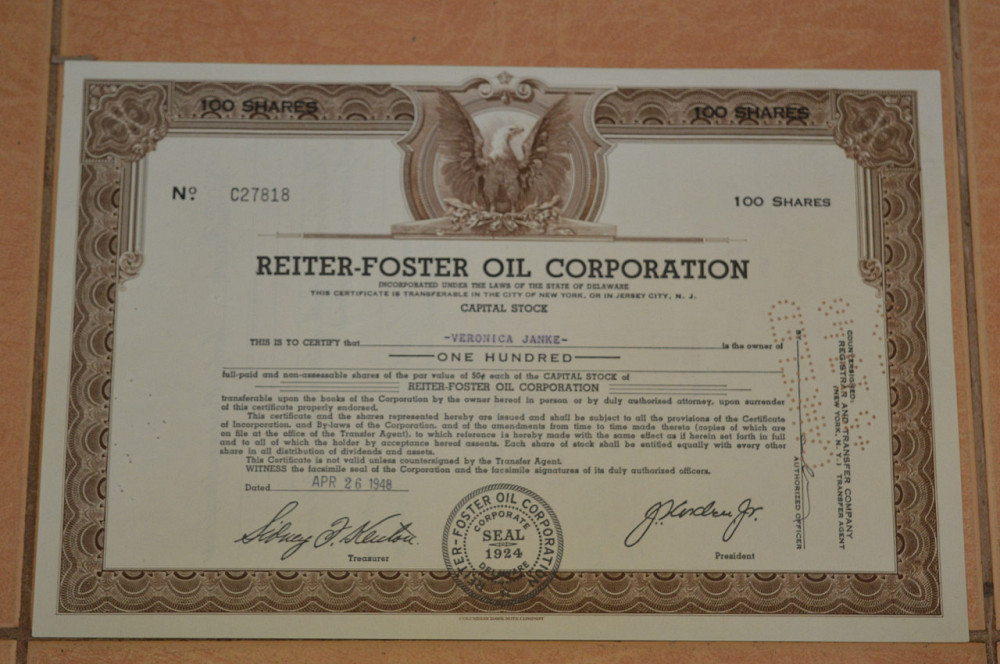 100 SHARES
100 SHARES
Nº C27818
100 SHARES
REITER-FOSTER OIL CORPORATION
INCORPORATED UNDER THE LAWS OF THE STATE OF DELAWARE
THIS CERTIFICATE IS TRANSFERABLE IN THE CITY OF NEW YORK, OR IN JERSEY CITY, N. J.
CAPITAL STOCK
THIS IS TO CERTIFY that -VERONICA JANKE- is the owner of
ONE HUNDRED
full-paid and non-assessable shares of the par value of 50¢ each of the CAPITAL STOCK of
REITER-FOSTER OIL CORPORATION
transferable upon the books of the Corporation by the owner hereof in person or by duly authorized attorney, upon surrender
of this certificate properly endorsed.
This certificate and the shares represented hereby are issued and shall be subject to all the provisions of the Certificate
of Incorporation, and By-laws of the Corporation, and of the amendments from time to time made thereto (copies of which are
on file at the office of the Transfer Agent), to which reference is hereby made with the same effect as if herein set forth in full
and to all of which the holder by acceptance hereof assents. Each share of stock shall be entitled equally with every other
share in all distribution of dividends and assets.
This Certificate is not valid unless countersigned by the Transfer Agent.
WITNESS the facsimile seal of the Corporation and the facsimile signatures of its duly authorized officers.
Dated APR 26 1948
Treasurer
REITER-FOSTER OIL CORPORATION
CORPORATE
SEAL
1924
DELAWARE
President
COUNTERSIGNED:
REGISTRAR AND TRANSFER COMPANY
(NEW YORK, N. Y.) TRANSFER AGENT
BY
AUTHORIZED OFFICER